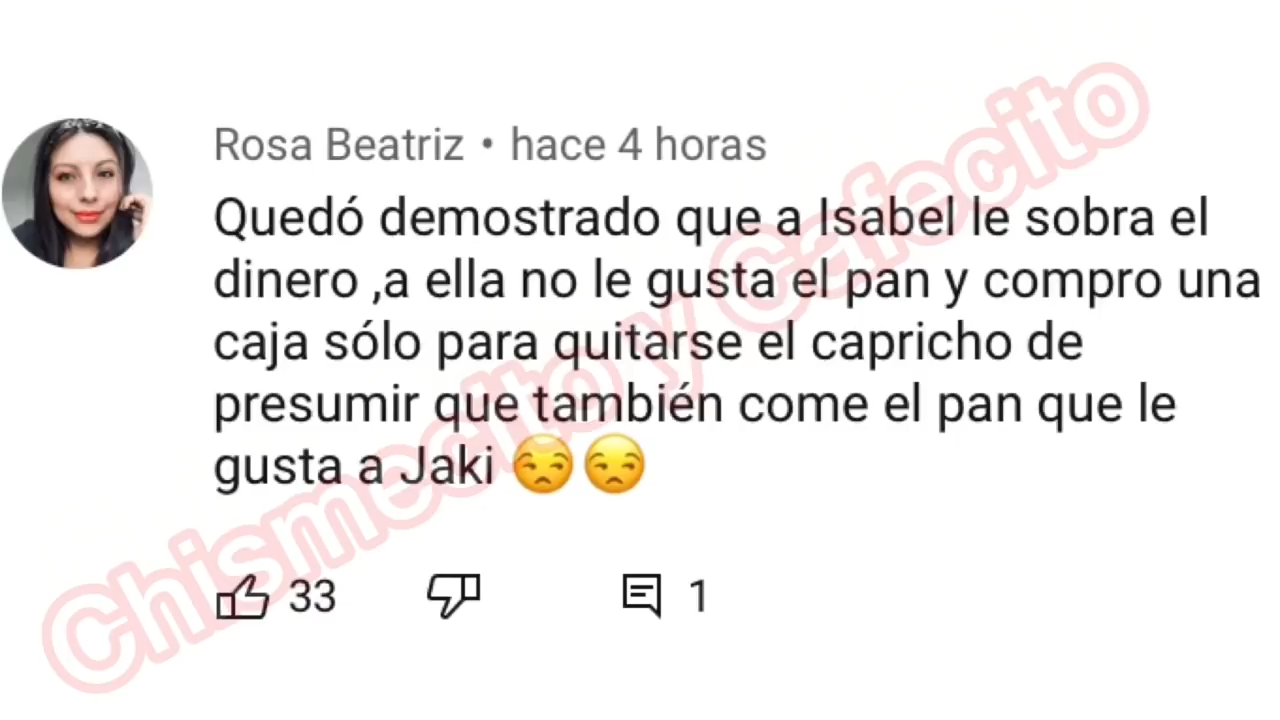 Rosa Beatriz • hace 4 horas
Quedó demostrado que a Isabel le sobra el
dinero ,a ella no le gusta el pan y compro una
caja sólo para quitarse el capricho de
presumir que también come el pan que le
gusta a Jaki 😒😒
33 1
Chismecito y Cafecito